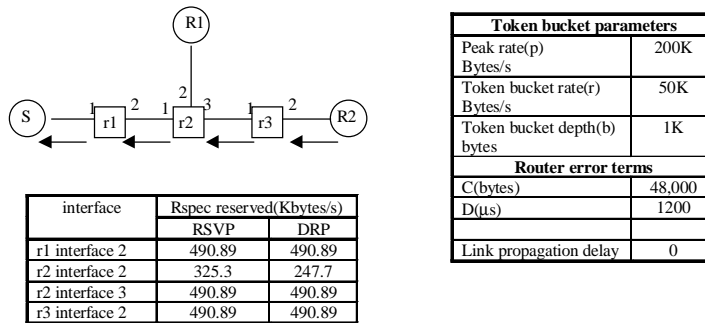 R1
2
S
1
2
1
3
1
2
r1
r2
r3
R2
Token bucket parameters
Peak rate(p) 200K
Bytes/s
Token bucket rate(r) 50K
Bytes/s
Token bucket depth(b) 1K
bytes
Router error terms
C(bytes) 48,000
D(μs) 1200
Link propagation delay 0
interface Rspec reserved(Kbytes/s)
RSVP DRP
r1 interface 2 490.89 490.89
r2 interface 2 325.3 247.7
r2 interface 3 490.89 490.89
r3 interface 2 490.89 490.89